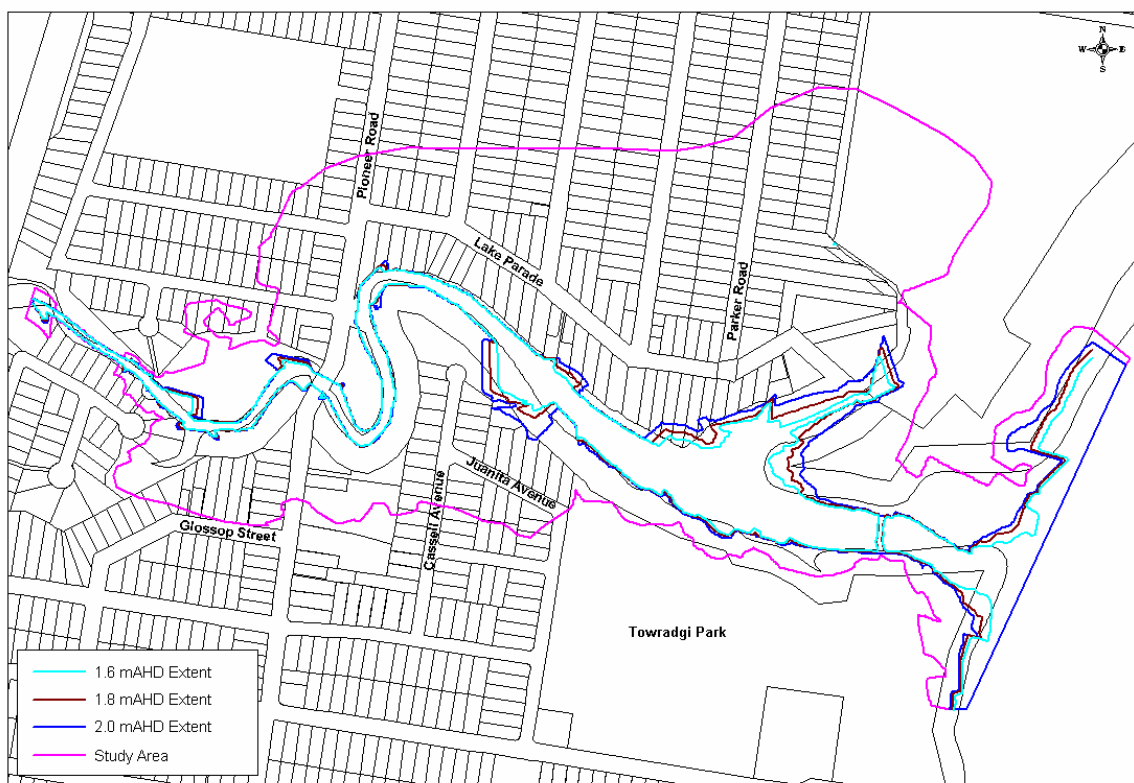 N
W E
S
Pioneer Road
Lake Parade
Parker Road
Juanita Avenue
Cassell Avenue
Glossop Street
Towradgi Park
1.6 mAHD Extent
1.8 mAHD Extent
2.0 mAHD Extent
Study Area